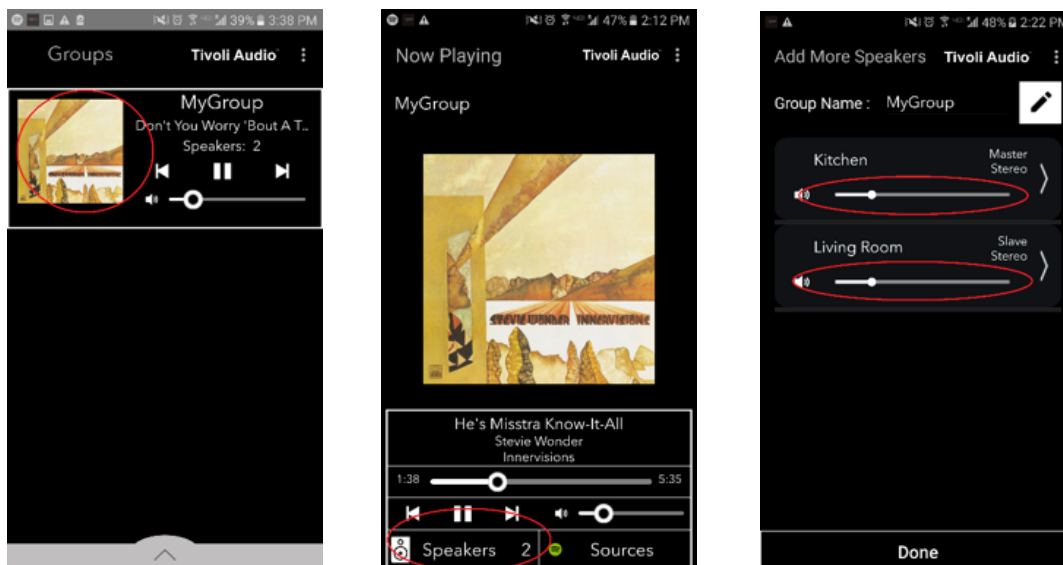 39% 3:38 PM
Groups
Tivoli Audio
MyGroup
Don't You Worry 'Bout A T..
Speakers: 2
47% 2:12 PM
Now Playing
Tivoli Audio
MyGroup
STEVIE WONDER INNERVISIONS
He's Misstra Know-It-All
Stevie Wonder
Innervisions
1:38
5:35
Speakers 2
Sources
48% 2:22 PM
Add More Speakers
Tivoli Audio
Group Name : MyGroup
Kitchen
Master
Stereo
Living Room
Slave
Stereo
Done